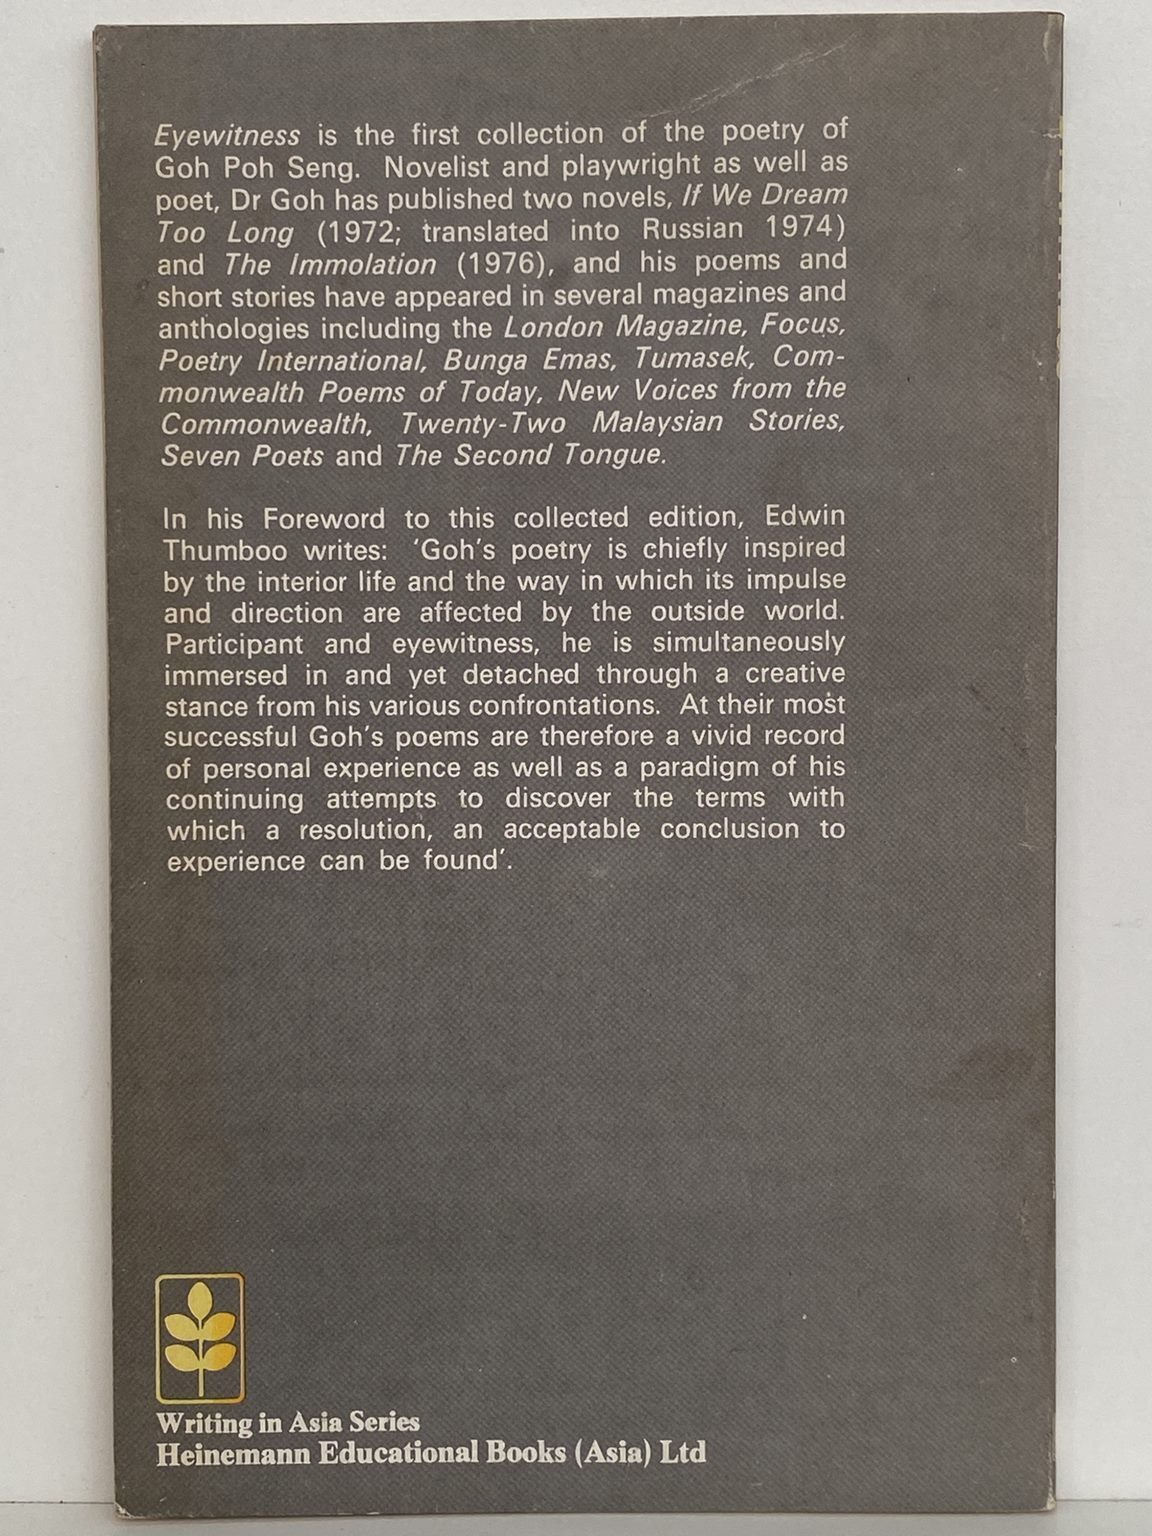 Eyewitness is the first collection of the poetry of
Goh Poh Seng. Novelist and playwright as well as
poet, Dr Goh has published two novels, If We Dream
Too Long (1972; translated into Russian 1974)
and The Immolation (1976), and his poems and
short stories have appeared in several magazines and
anthologies including the London Magazine, Focus,
Poetry International, Bunga Emas, Tumasek, Com-
monwealth Poems of Today, New Voices from the
Commonwealth, Twenty-Two Malaysian Stories,
Seven Poets and The Second Tongue.
In his Foreword to this collected edition, Edwin
Thumboo writes: ‘Goh’s poetry is chiefly inspired
by the interior life and the way in which its impulse
and direction are affected by the outside world.
Participant and eyewitness, he is simultaneously
immersed in and yet detached through a creative
stance from his various confrontations. At their most
successful Goh’s poems are therefore a vivid record
of personal experience as well as a paradigm of his
continuing attempts to discover the terms with
which a resolution, an acceptable conclusion to
experience can be found’.
Writing in Asia Series
Heinemann Educational Books (Asia) Ltd